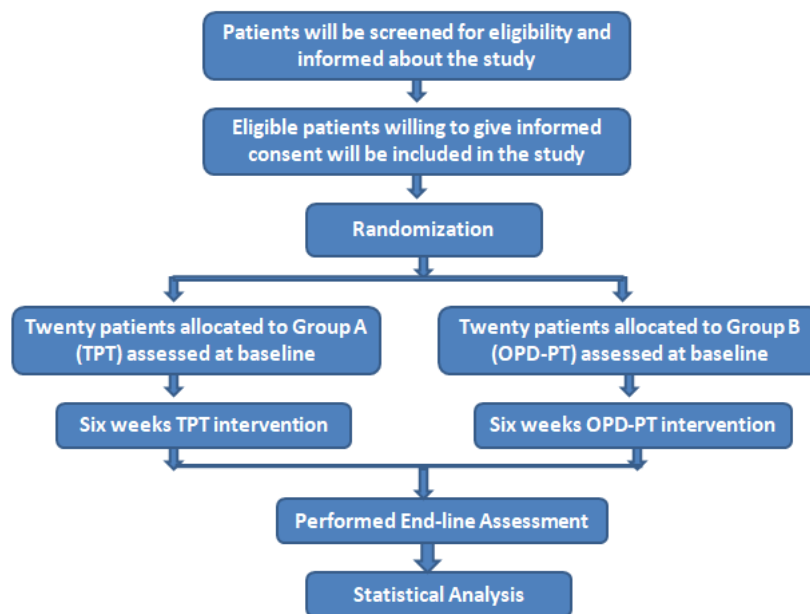 Patients will be screened for eligibility and
informed about the study
Eligible patients willing to give informed
consent will be included in the study
Randomization
Twenty patients allocated to Group A
(TPT) assessed at baseline
Twenty patients allocated to Group B
(OPD-PT) assessed at baseline
Six weeks TPT intervention
Six weeks OPD-PT intervention
Performed End-line Assessment
Statistical Analysis